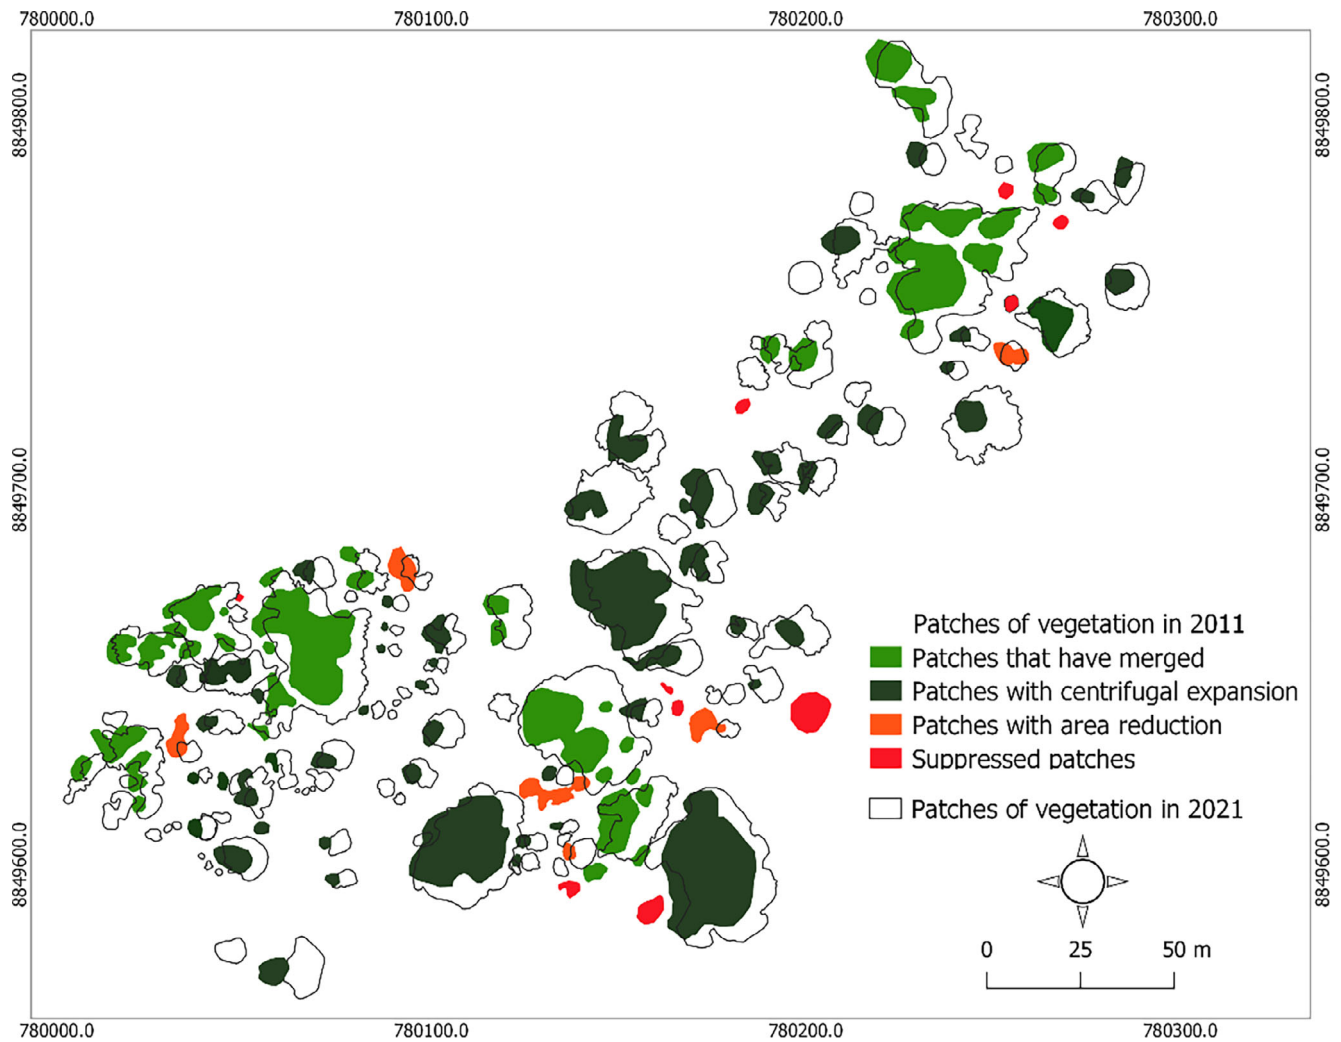 780000.0 780100.0 780200.0 780300.0
8849800.0 8849800.0
8849700.0 8849700.0
Patches of vegetation in 2011
Patches that have merged
Patches with centrifugal expansion
Patches with area reduction
Suppressed patches
Patches of vegetation in 2021
8849600.0 8849600.0
0 25 50 m
780000.0 780100.0 780200.0 780300.0